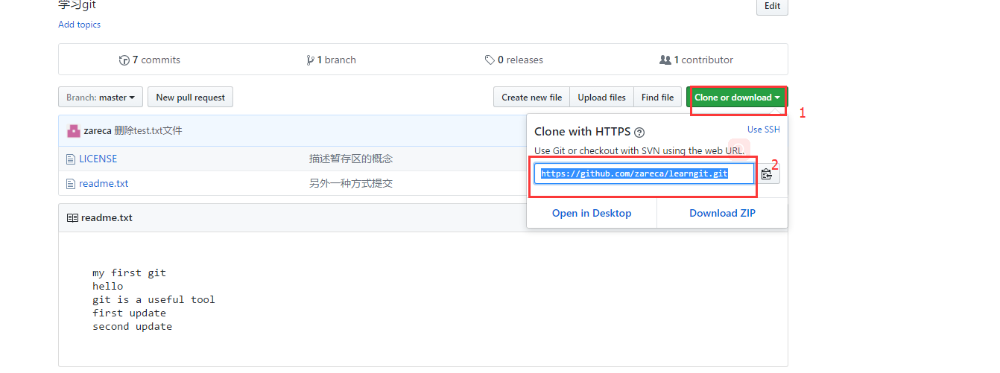 学习git
Edit
Add topics
7 commits
1 branch
0 releases
1 contributor
Branch: master
New pull request
Create new file
Upload files
Find file
Clone or download
1
zareca 删除test.txt文件
Clone with HTTPS
Use SSH
Use Git or checkout with SVN using the web URL.
LICENSE
描述暂存区的概念
https://github.com/zareca/learngit.git
2
readme.txt
另外一种方式提交
Open in Desktop
Download ZIP
readme.txt
my first git
hello
git is a useful tool
first update
second update